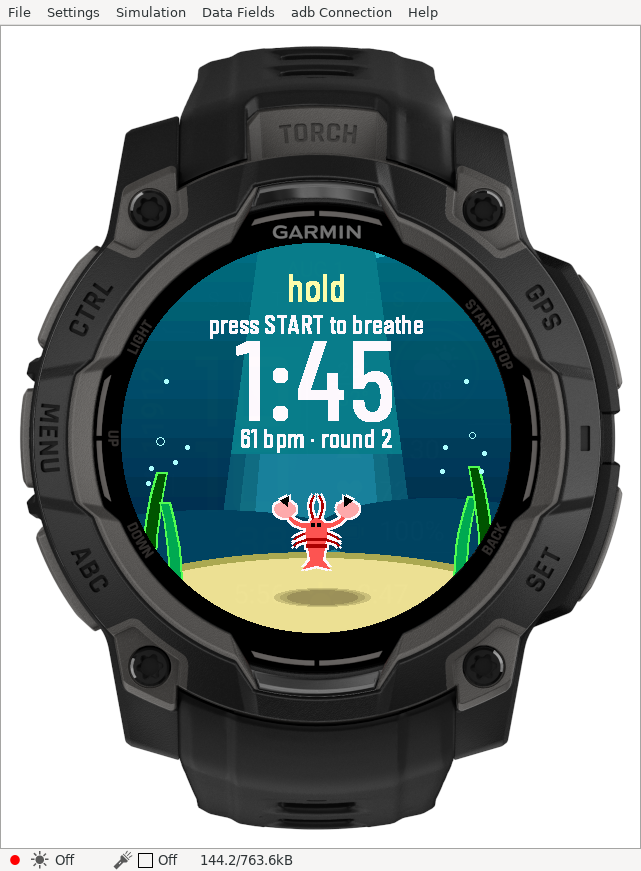 File Settings Simulation Data Fields adb Connection Help
TORCH
GARMIN
CTRL
GPS
LIGHT
START/STOP
hold
press START to breathe
1:45
61 bpm · round 2
MENU
UP
DOWN
BACK
ABC
SET
Off
Off
144.2/763.6kB